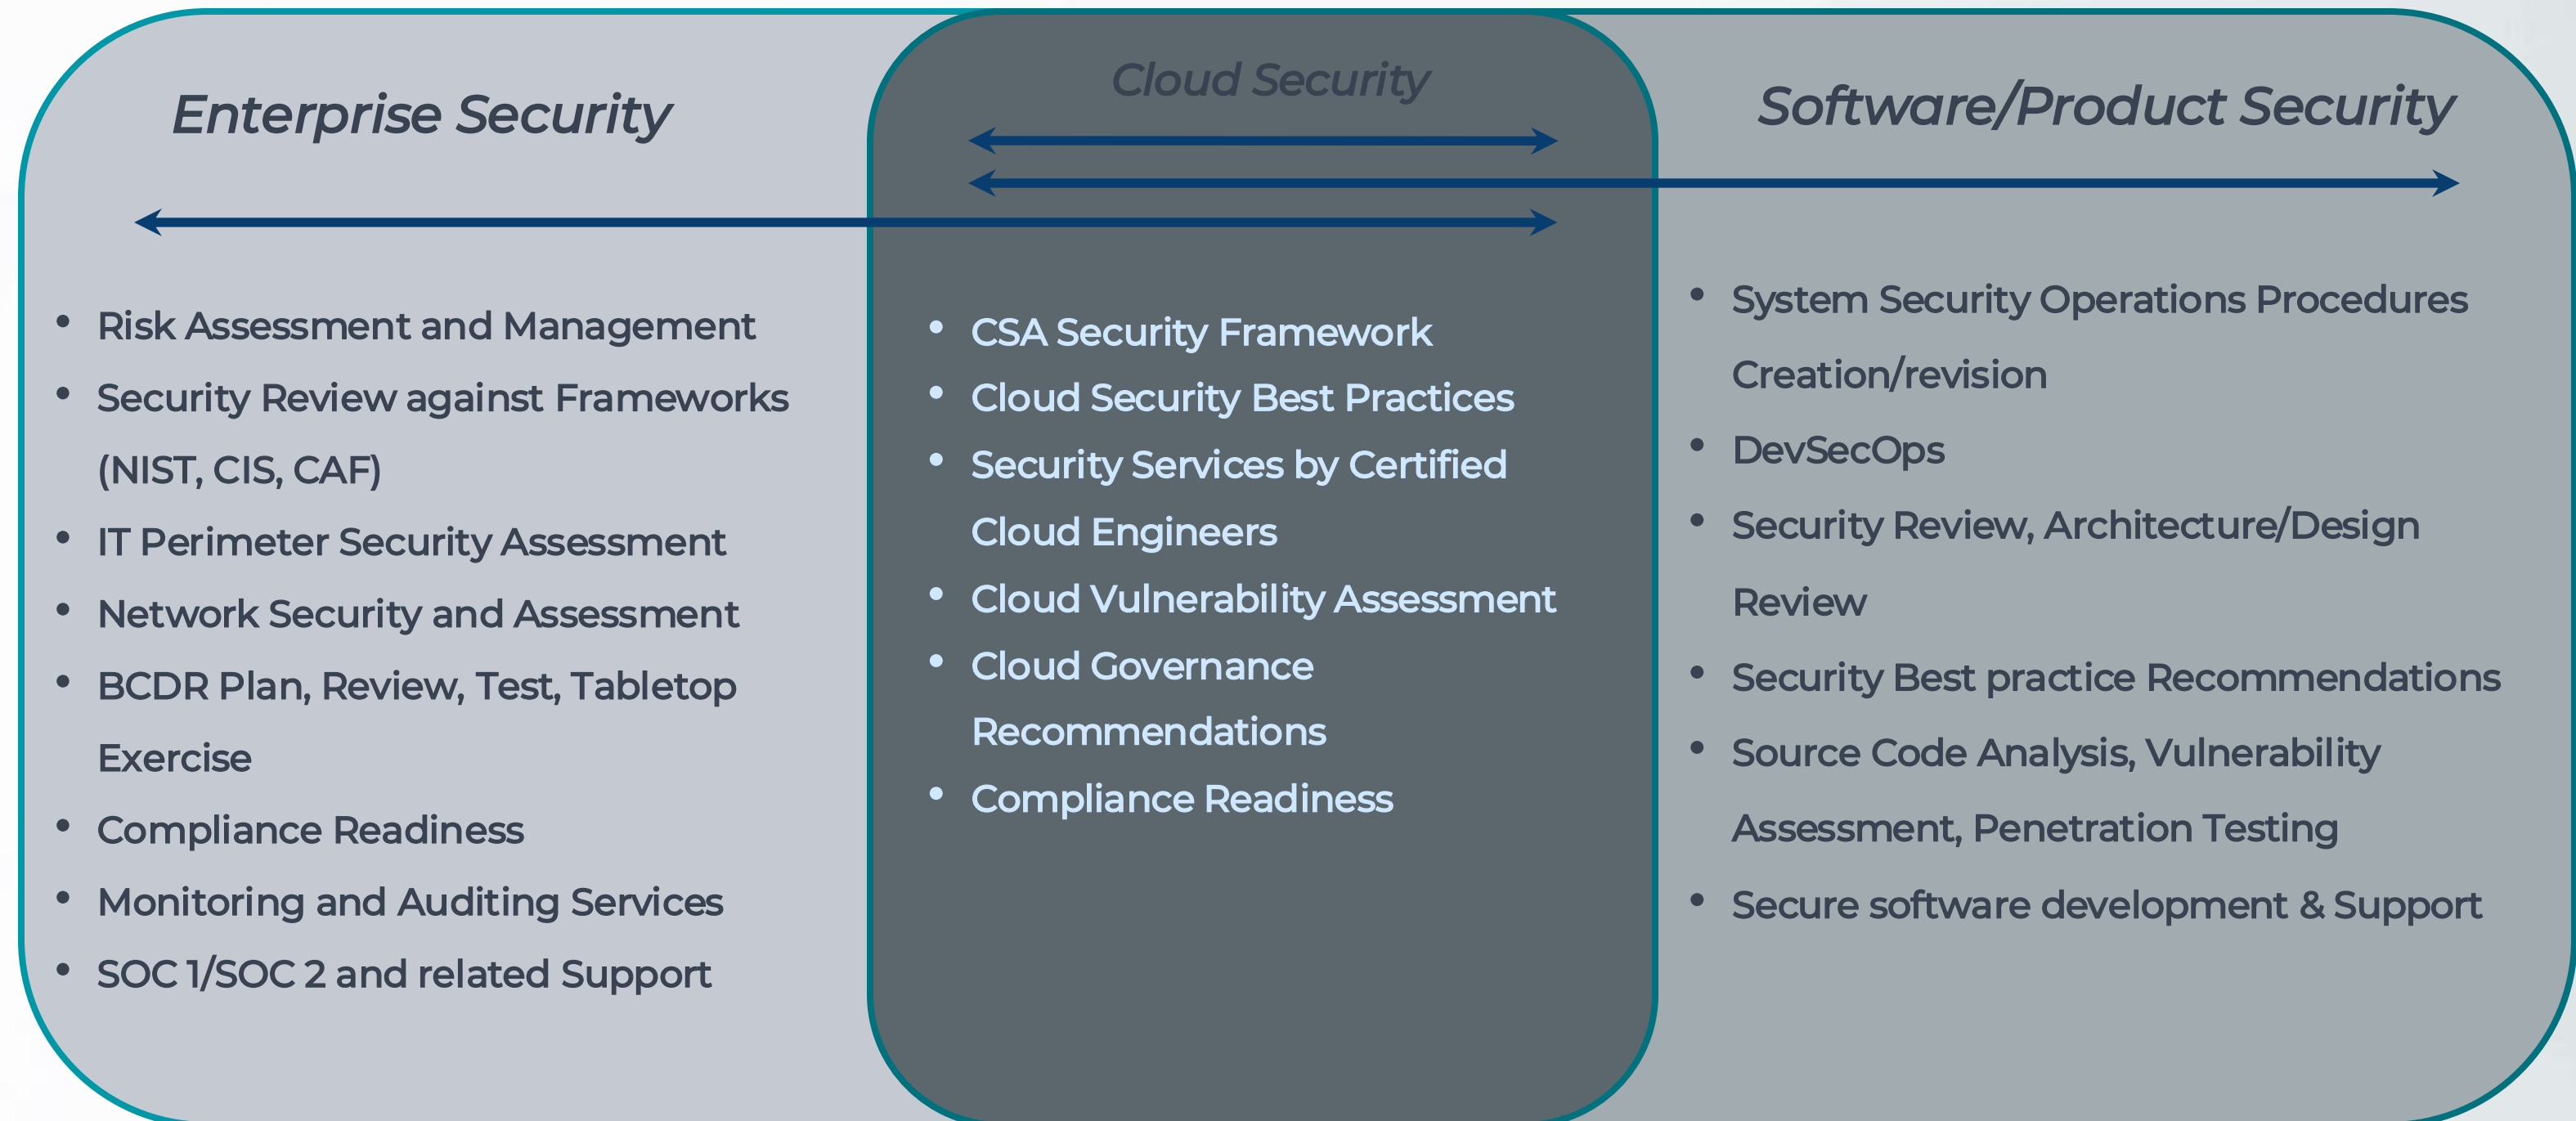 Enterprise Security
• Risk Assessment and Management
• Security Review against Frameworks
(NIST, CIS, CAF)
• IT Perimeter Security Assessment
• Network Security and Assessment
• BCDR Plan, Review, Test, Tabletop
Exercise
• Compliance Readiness
• Monitoring and Auditing Services
• SOC 1/SOC 2 and related Support
Cloud Security
• CSA Security Framework
• Cloud Security Best Practices
• Security Services by Certified
Cloud Engineers
• Cloud Vulnerability Assessment
• Cloud Governance
Recommendations
• Compliance Readiness
Software/Product Security
• System Security Operations Procedures
Creation/revision
• DevSecOps
• Security Review, Architecture/Design
Review
• Security Best practice Recommendations
• Source Code Analysis, Vulnerability
Assessment, Penetration Testing
• Secure software development & Support